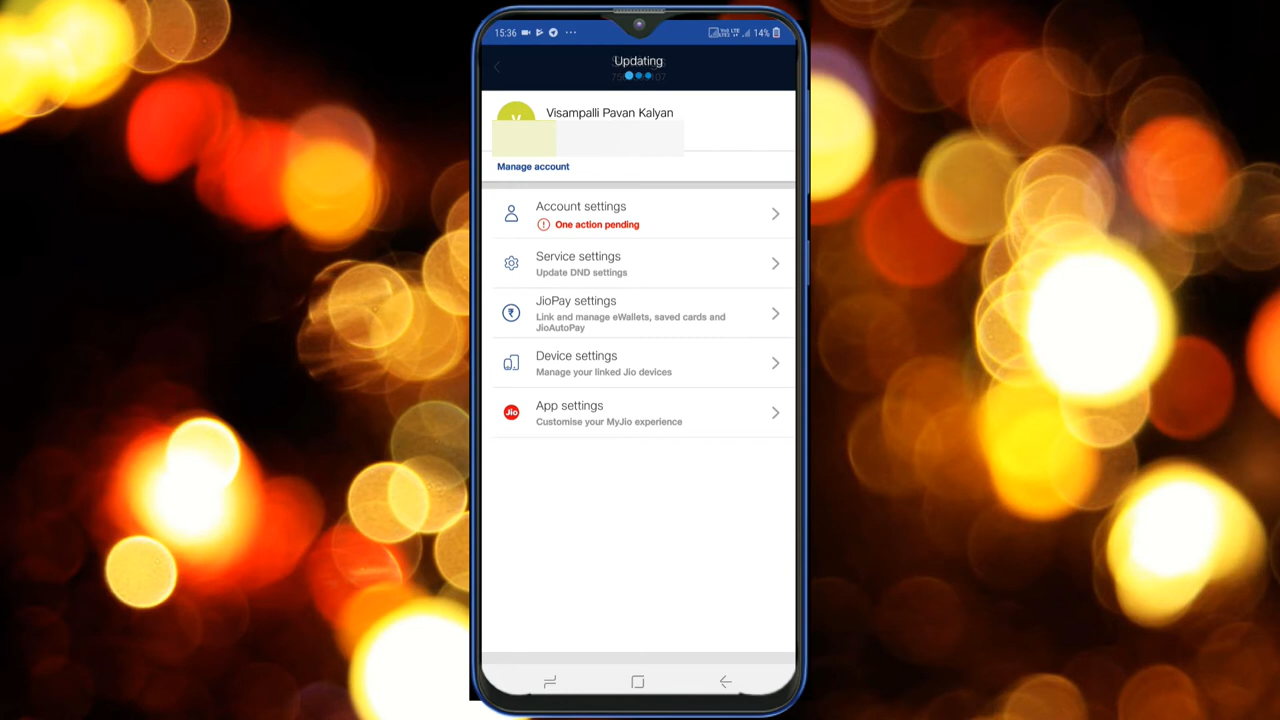 15:36
14%
Updating
Visampalli Pavan Kalyan
Manage account
Account settings
One action pending
Service settings
Update DND settings
₹
JioPay settings
Link and manage eWallets, saved cards and
JioAutoPay
Device settings
Manage your linked Jio devices
Jio
App settings
Customise your MyJio experience